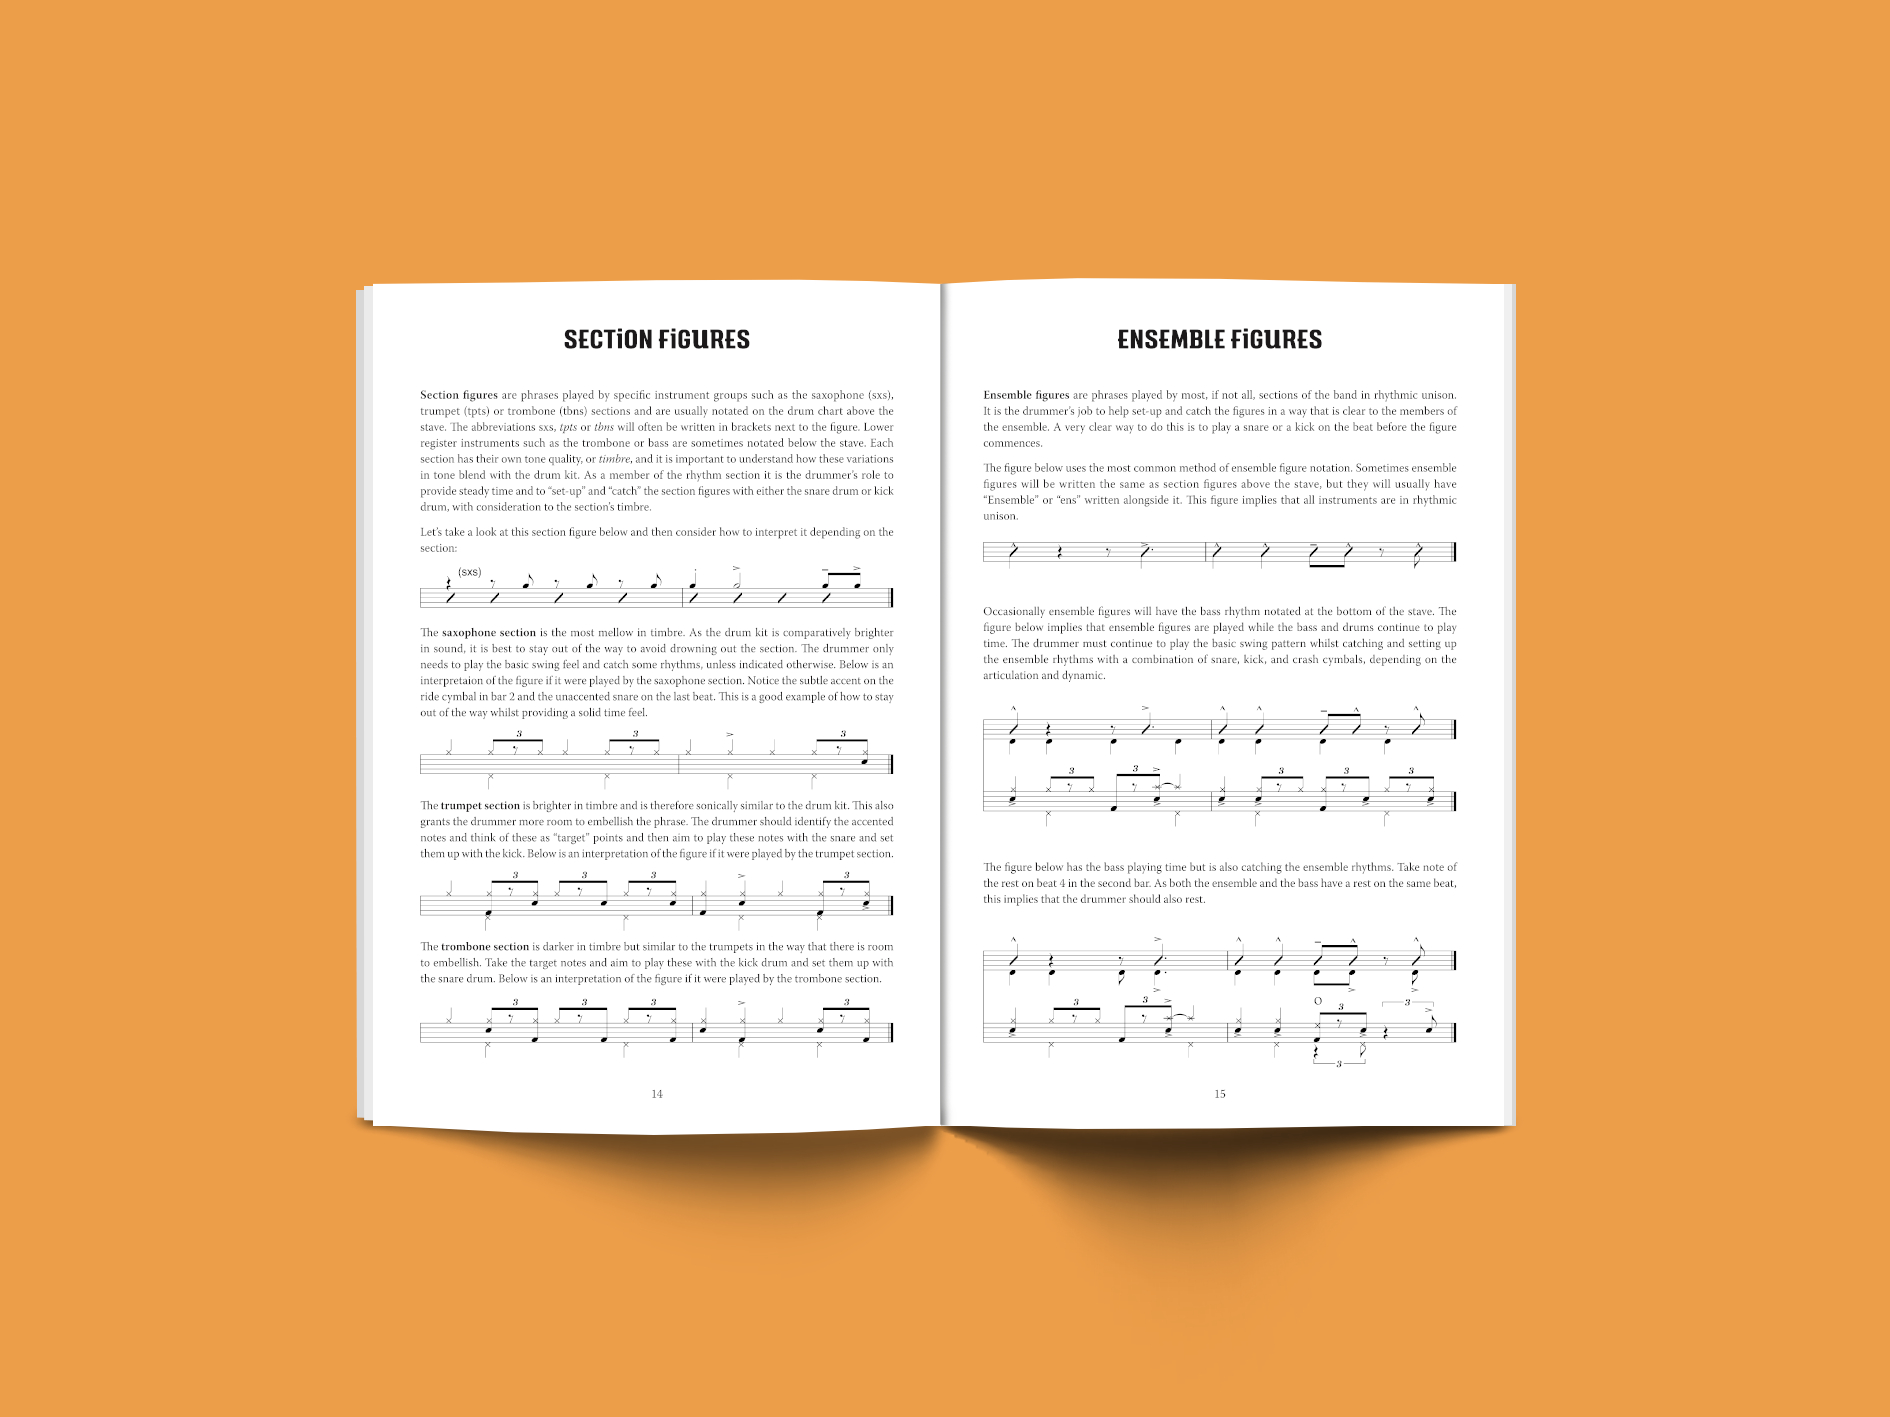 SECTiON FiGURES
Section figures are phrases played by specific instrument groups such as the saxophone (sxs),
trumpet (tpts) or trombone (tbns) sections and are usually notated on the drum chart above the
stave. The abbreviations sxs, tpts or tbns will often be written in brackets next to the figure. Lower
register instruments such as the trombone or bass are sometimes notated below the stave. Each
section has their own tone quality, or timbre, and it is important to understand how these variations
in tone blend with the drum kit. As a member of the rhythm section it is the drummer's role to
provide steady time and to “set-up” and “catch” the section figures with either the snare drum or kick
drum, with consideration to the section's timbre.
Let's take a look at this section figure below and then consider how to interpret it depending on the
section:
(sxs)
The saxophone section is the most mellow in timbre. As the drum kit is comparatively brighter
in sound, it is best to stay out of the way to avoid drowning out the section. The drummer only
needs to play the basic swing feel and catch some rhythms, unless indicated otherwise. Below is an
interpretaion of the figure if it were played by the saxophone section. Notice the subtle accent on the
ride cymbal in bar 2 and the unaccented snare on the last beat. This is a good example of how to stay
out of the way whilst providing a solid time feel.
3 3 3
The trumpet section is brighter in timbre and is therefore sonically similar to the drum kit. This also
grants the drummer more room to embellish the phrase. The drummer should identify the accented
notes and think of these as “target” points and then aim to play these notes with the snare and set
them up with the kick. Below is an interpretation of the figure if it were played by the trumpet section.
3 3 3 3
The trombone section is darker in timbre but similar to the trumpets in the way that there is room
to embellish. Take the target notes and aim to play these with the kick drum and set them up with
the snare drum. Below is an interpretation of the figure if it were played by the trombone section.
3 3 3 3
14
ENSEMBLE FiGURES
Ensemble figures are phrases played by most, if not all, sections of the band in rhythmic unison.
It is the drummer's job to help set-up and catch the figures in a way that is clear to the members of
the ensemble. A very clear way to do this is to play a snare or a kick on the beat before the figure
commences.
The figure below uses the most common method of ensemble figure notation. Sometimes ensemble
figures will be written the same as section figures above the stave, but they will usually have
“Ensemble” or “ens” written alongside it. This figure implies that all instruments are in rhythmic
unison.
Occasionally ensemble figures will have the bass rhythm notated at the bottom of the stave. The
figure below implies that ensemble figures are played while the bass and drums continue to play
time. The drummer must continue to play the basic swing pattern whilst catching and setting up
the ensemble rhythms with a combination of snare, kick, and crash cymbals, depending on the
articulation and dynamic.
3 3 3 3 3
The figure below has the bass playing time but is also catching the ensemble rhythms. Take note of
the rest on beat 4 in the second bar. As both the ensemble and the bass have a rest on the same beat,
this implies that the drummer should also rest.
3 3 3 3
3
15